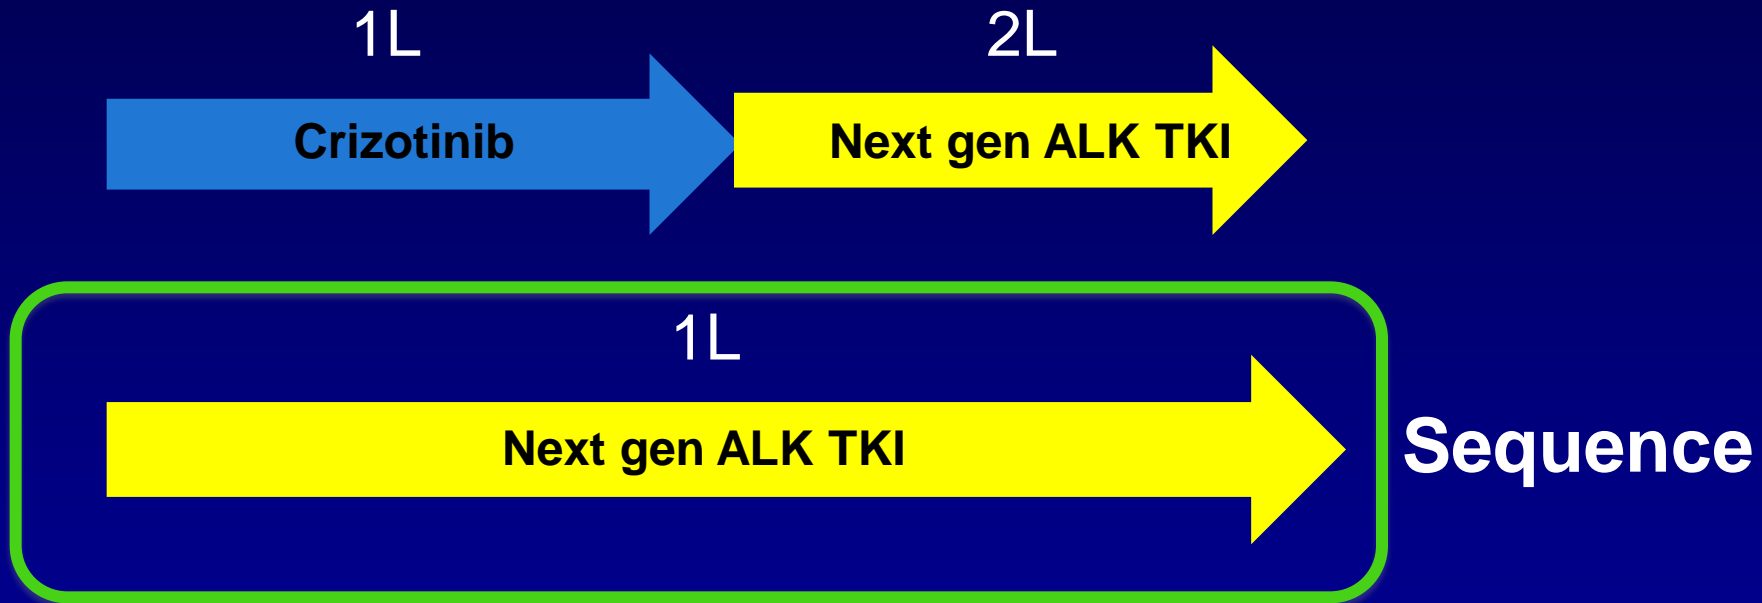 1L
2L
Crizotinib
Next gen ALK TKI
1L
Next gen ALK TKI
Sequence